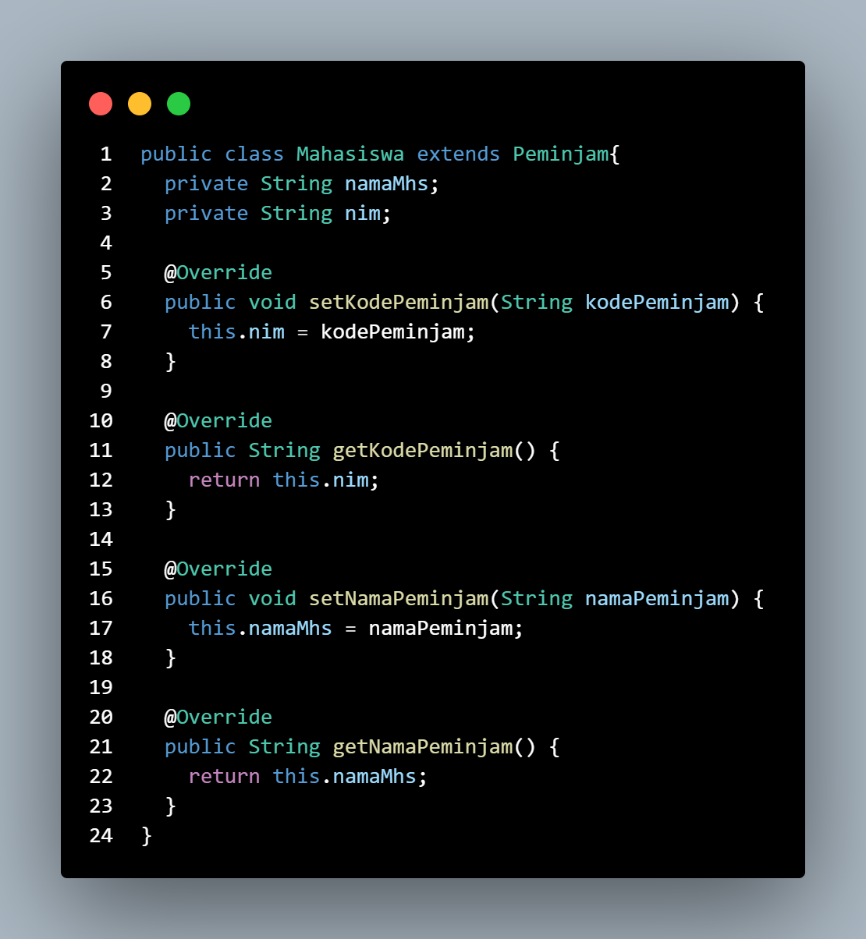 1 public class Mahasiswa extends Peminjam{
2   private String namaMhs;
3   private String nim;
4
5   @Override
6   public void setKodePeminjam(String kodePeminjam) {
7     this.nim = kodePeminjam;
8   }
9
10   @Override
11   public String getKodePeminjam() {
12     return this.nim;
13   }
14
15   @Override
16   public void setNamaPeminjam(String namaPeminjam) {
17     this.namaMhs = namaPeminjam;
18   }
19
20   @Override
21   public String getNamaPeminjam() {
22     return this.namaMhs;
23   }
24 }